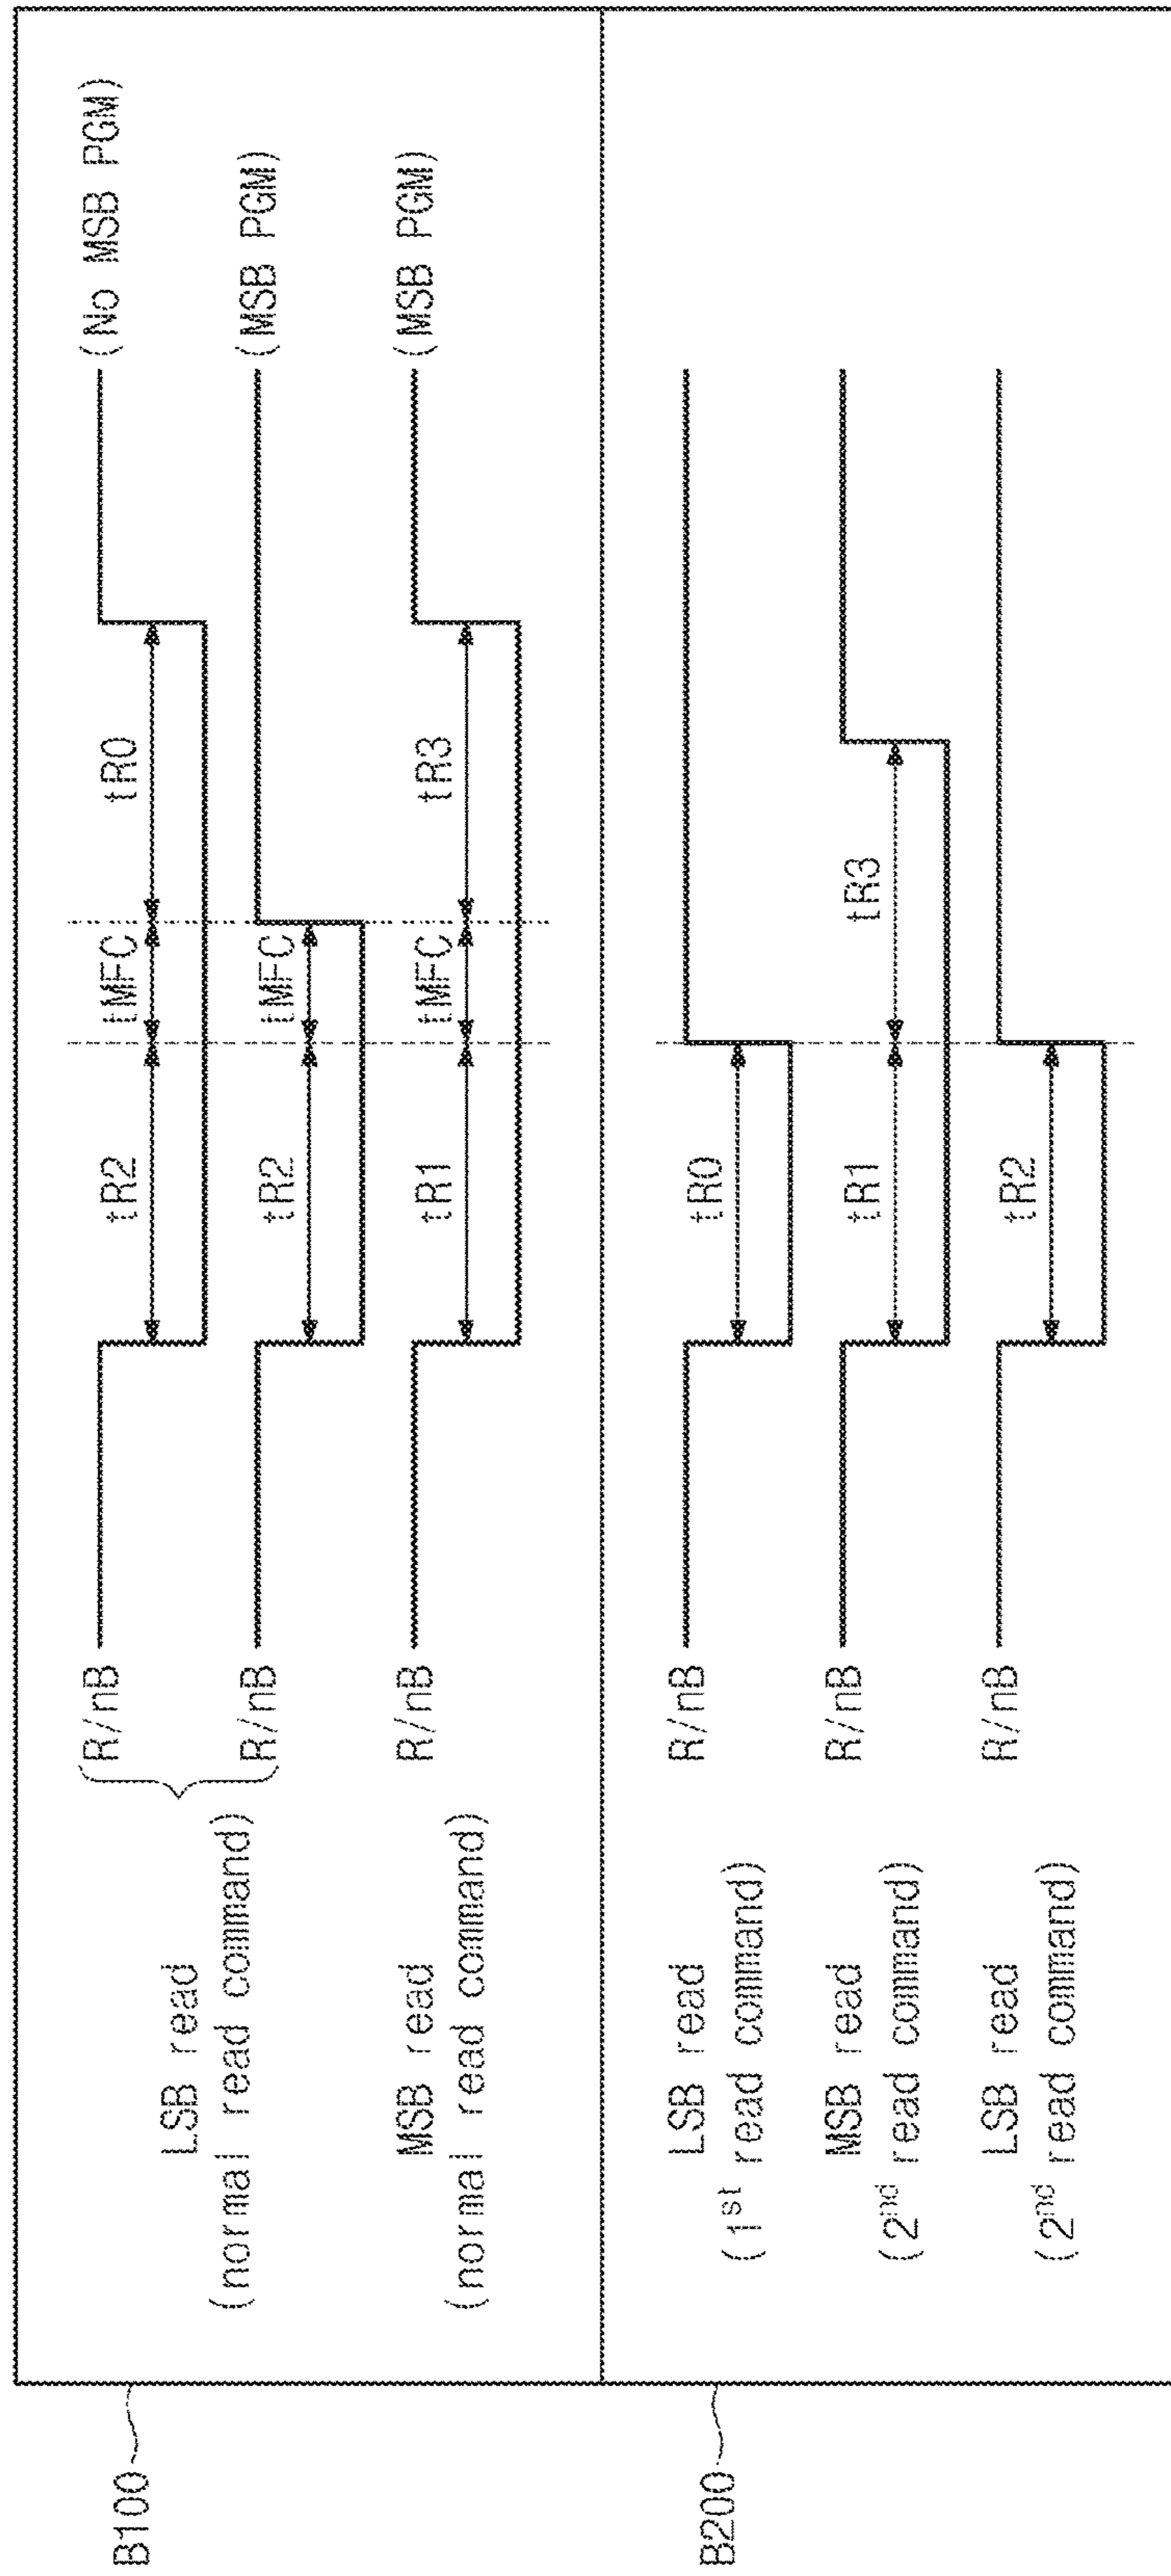 B100
LSB read
(normal read command)
R/nB
tR2
tMFC
tR0
(No MSB PGM)
R/nB
tR2
tMFC
(MSB PGM)
MSB read
(normal read command)
R/nB
tR1
tMFC
tR3
(MSB PGM)
B200
LSB read
(1st read command)
R/nB
tR0
MSB read
(2nd read command)
R/nB
tR1
tR3
LSB read
(2nd read command)
R/nB
tR2